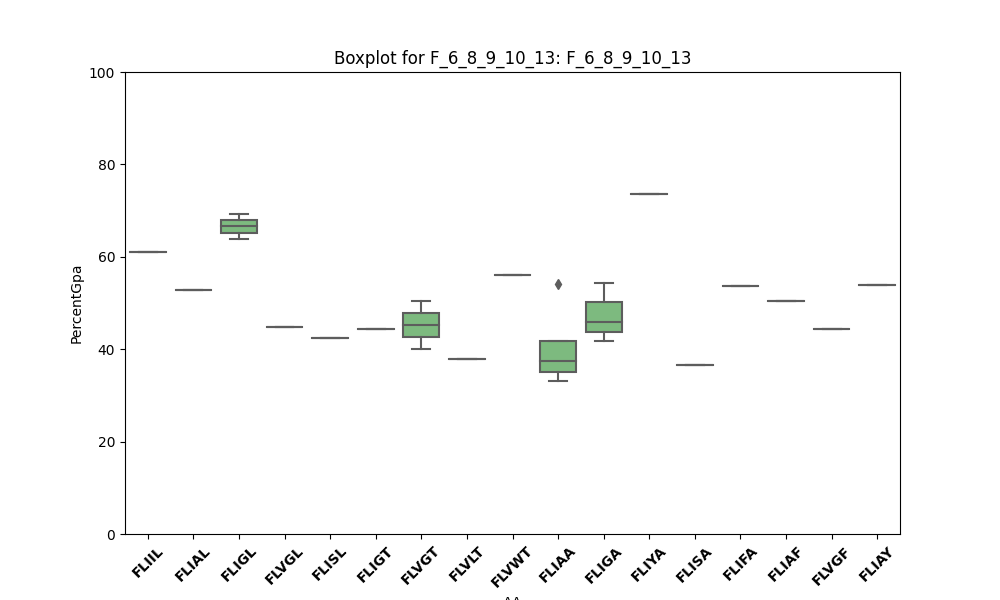 Boxplot for F_6_8_9_10_13: F_6_8_9_10_13
100
80
60
40
20
0
PercentGpa
FLIIL
FLIAL
FLIGL
FLVGL
FLISL
FLIGT
FLVGT
FLVLT
FLVWT
FLIAA
FLIGA
FLIYA
FLISA
FLIFA
FLIAF
FLVGF
FLIAY